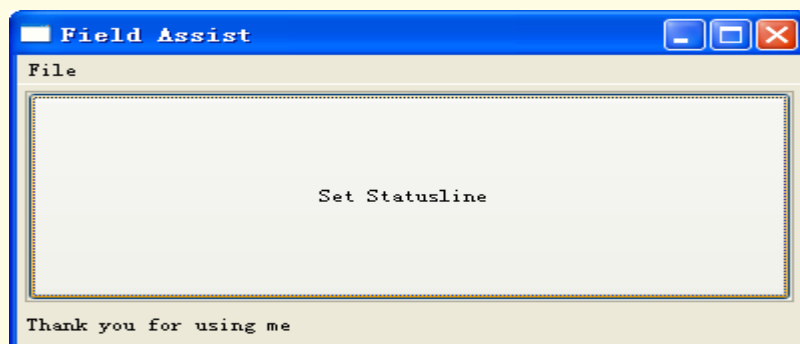 Field Assist
File
Set Statusline
Thank you for using me